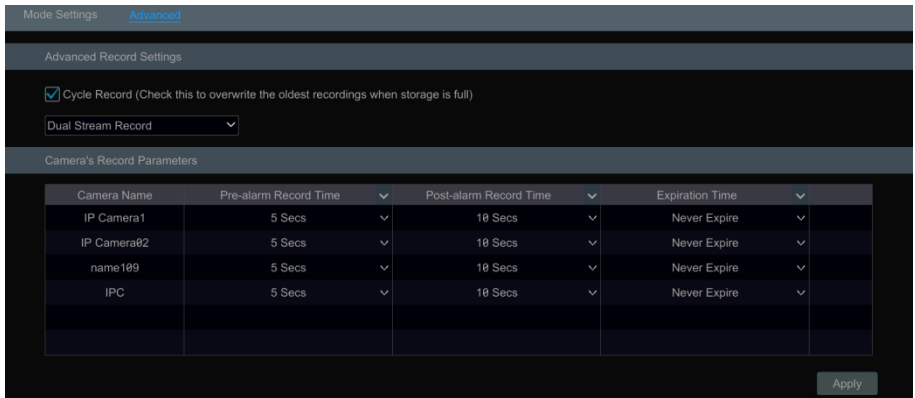 Mode Settings Advanced
Advanced Record Settings
Cycle Record (Check this to overwrite the oldest recordings when storage is full)
Dual Stream Record
Camera's Record Parameters
Camera Name Pre-alarm Record Time Post-alarm Record Time Expiration Time
IP Camera1 5 Secs 10 Secs Never Expire
IP Camera02 5 Secs 10 Secs Never Expire
name109 5 Secs 10 Secs Never Expire
IPC 5 Secs 10 Secs Never Expire
Apply